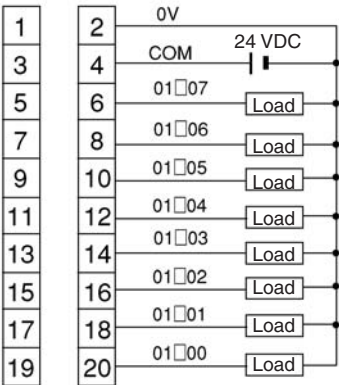 1 2 0V
24 VDC
3 4 COM
5 6 01□07 Load
7 8 01□06 Load
9 10 01□05 Load
11 12 01□04 Load
13 14 01□03 Load
15 16 01□02 Load
17 18 01□01 Load
19 20 01□00 Load